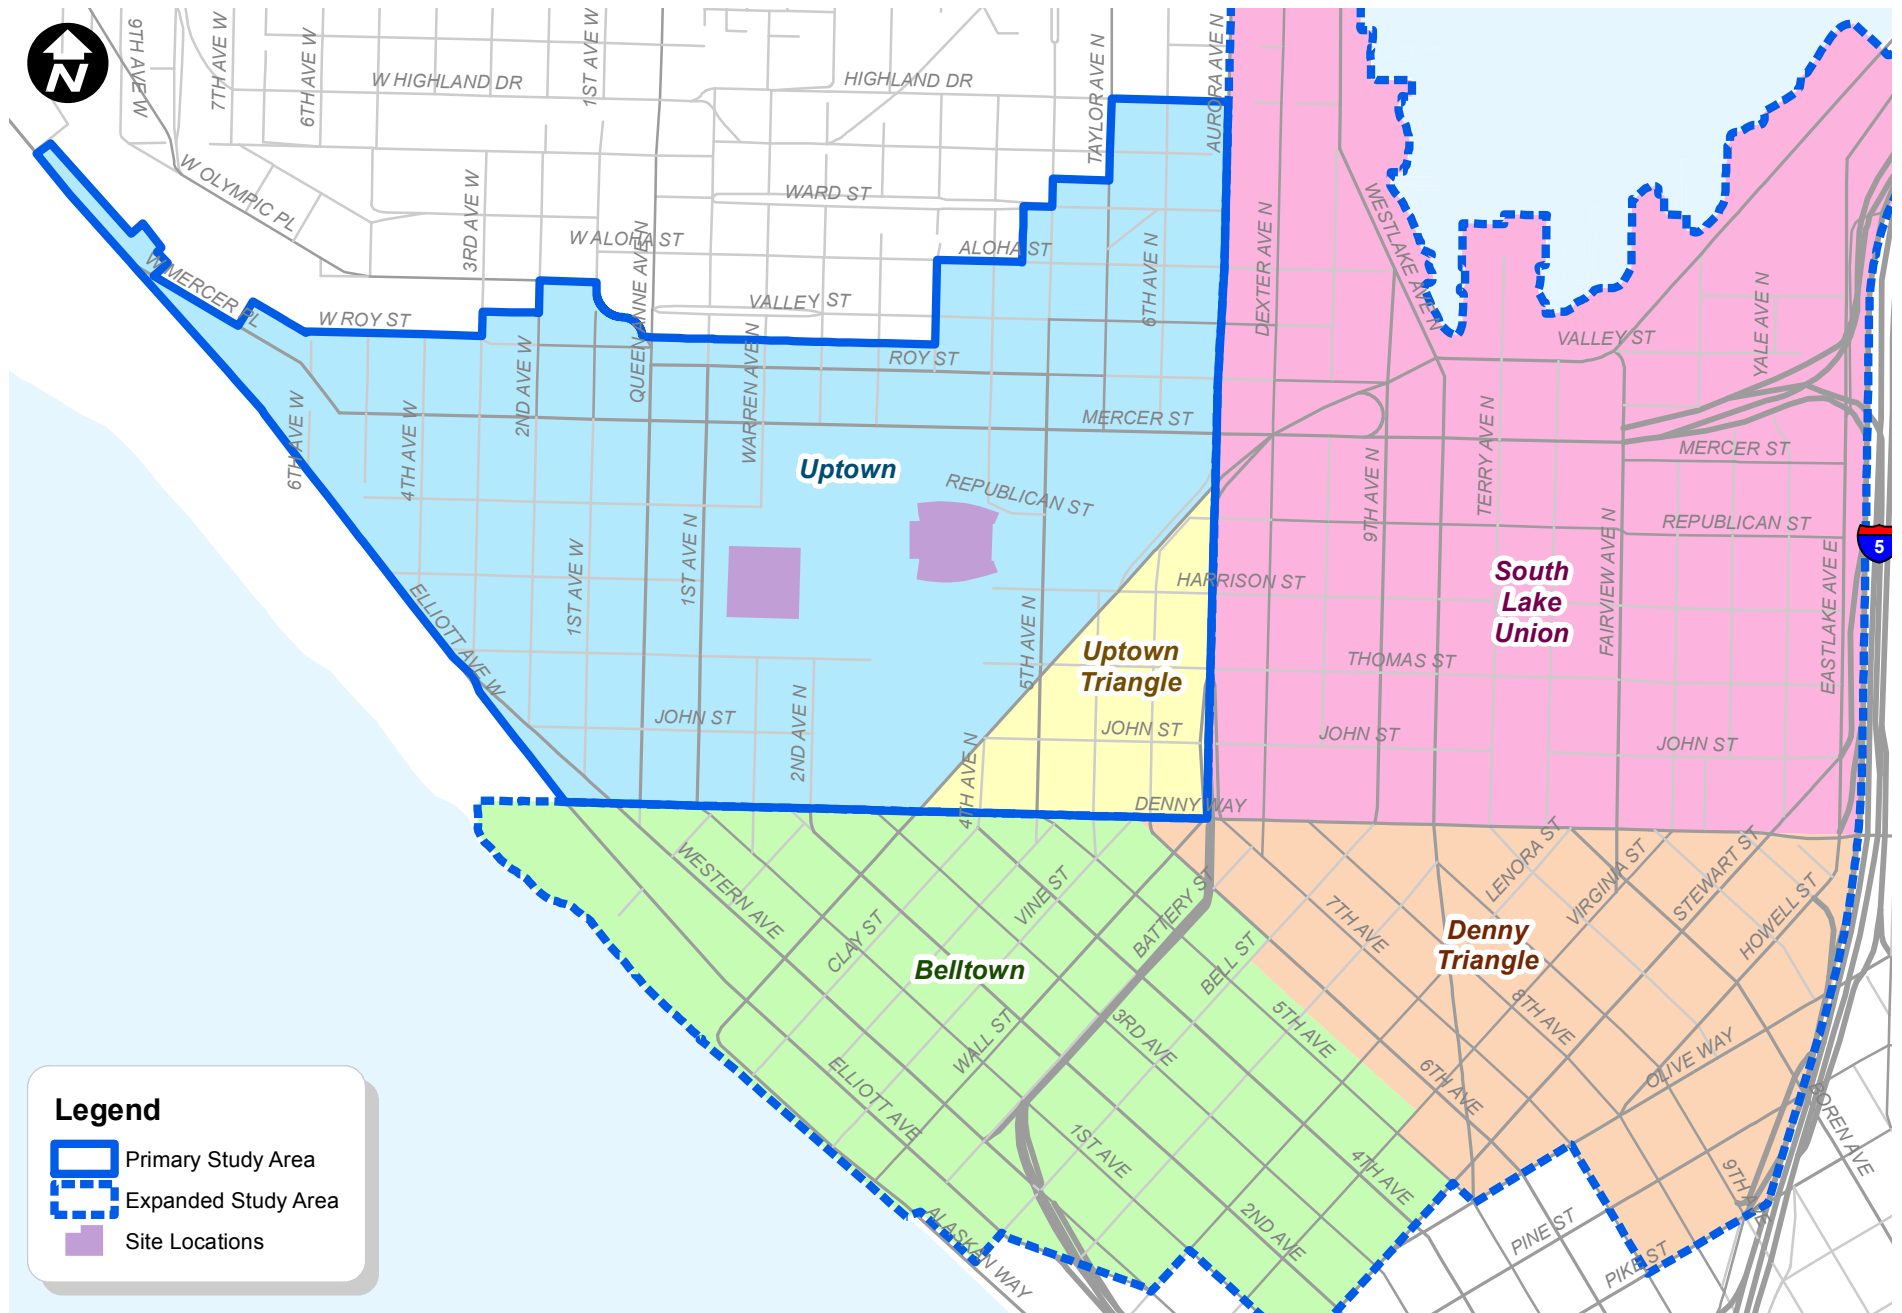 N
9TH AVE W
7TH AVE W
6TH AVE W
1ST AVE W
W HIGHLAND DR
HIGHLAND DR
TAYLOR AVE N
AURORA AVE N
W OLYMPIC PL
3RD AVE W
WARD ST
W ALOHA ST
ALOHA ST
QUEEN ANNE AVE N
6TH AVE N
DEXTER AVE N
WESTLAKE AVE N
W MERCER PL
W ROY ST
VALLEY ST
WARREN AVE N
ROY ST
VALLEY ST
YALE AVE N
2ND AVE W
4TH AVE W
6TH AVE W
MERCER ST
MERCER ST
Uptown
REPUBLICAN ST
9TH AVE N
TERRY AVE N
REPUBLICAN ST
FAIRVIEW AVE N
5
1ST AVE W
1ST AVE N
HARRISON ST
South
Lake
Union
EASTLAKE AVE E
ELLIOTT AVE W
5TH AVE N
Uptown
Triangle
THOMAS ST
JOHN ST
2ND AVE N
4TH AVE N
JOHN ST
JOHN ST
JOHN ST
DENNY WAY
WESTERN AVE
CLAY ST
VINE ST
BATTERY ST
BELL ST
7TH AVE
LENORA ST
VIRGINIA ST
STEWART ST
HOWELL ST
Denny
Triangle
Belltown
WALL ST
3RD AVE
5TH AVE
8TH AVE
OLIVE WAY
6TH AVE
ELLIOTT AVE
1ST AVE
4TH AVE
2ND AVE
9TH AVE
BOREN AVE
PINE ST
PIKE ST
ALASKAN WAY
Legend
Primary Study Area
Expanded Study Area
Site Locations